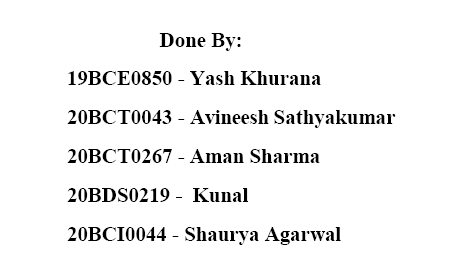 Done By:
19BCE0850 - Yash Khurana
20BCT0043 - Avineesh Sathyakumar
20BCT0267 - Aman Sharma
20BDS0219 - Kunal
20BCI0044 - Shaurya Agarwal